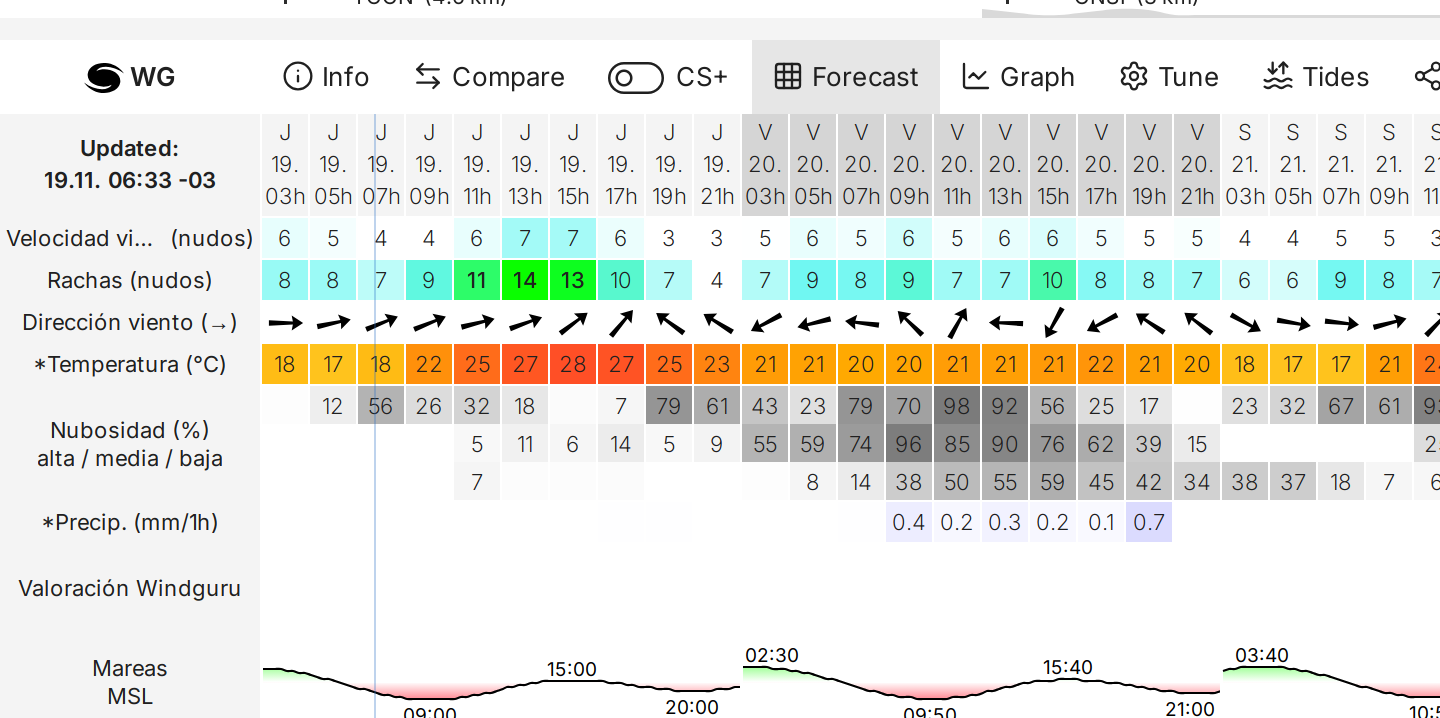 WG Info Compare CS+ Forecast Graph Tune Tides
Updated:
19.11. 06:33 -03
J J J J J J J J J J V V V V V V V V V V S S S S S
19. 19. 19. 19. 19. 19. 19. 19. 19. 19. 20. 20. 20. 20. 20. 20. 20. 20. 20. 20. 21. 21. 21. 21.
03h 05h 07h 09h 11h 13h 15h 17h 19h 21h 03h 05h 07h 09h 11h 13h 15h 17h 19h 21h 03h 05h 07h 09h
Velocidad vi... (nudos) 6 5 4 4 6 7 7 6 3 3 5 6 5 6 5 6 6 5 5 5 4 4 5 5
Rachas (nudos) 8 8 7 9 11 14 13 10 7 4 7 9 8 9 7 7 10 8 8 7 6 6 9 8
Dirección viento (→)
*Temperatura (°C) 18 17 18 22 25 27 28 27 25 23 21 21 20 20 21 21 21 22 21 20 18 17 17 21
Nubosidad (%)
alta / media / baja
12 56 26 32 18 7 79 61 43 23 79 70 98 92 56 25 17 23 32 67 61
5 11 6 14 5 9 55 59 74 96 85 90 76 62 39 15
7 8 14 38 50 55 59 45 42 34 38 37 18 7
*Precip. (mm/1h) 0.4 0.2 0.3 0.2 0.1 0.7
Valoración Windguru
Mareas
MSL
15:00 02:30 15:40 03:40
09:00 20:00 09:50 21:00